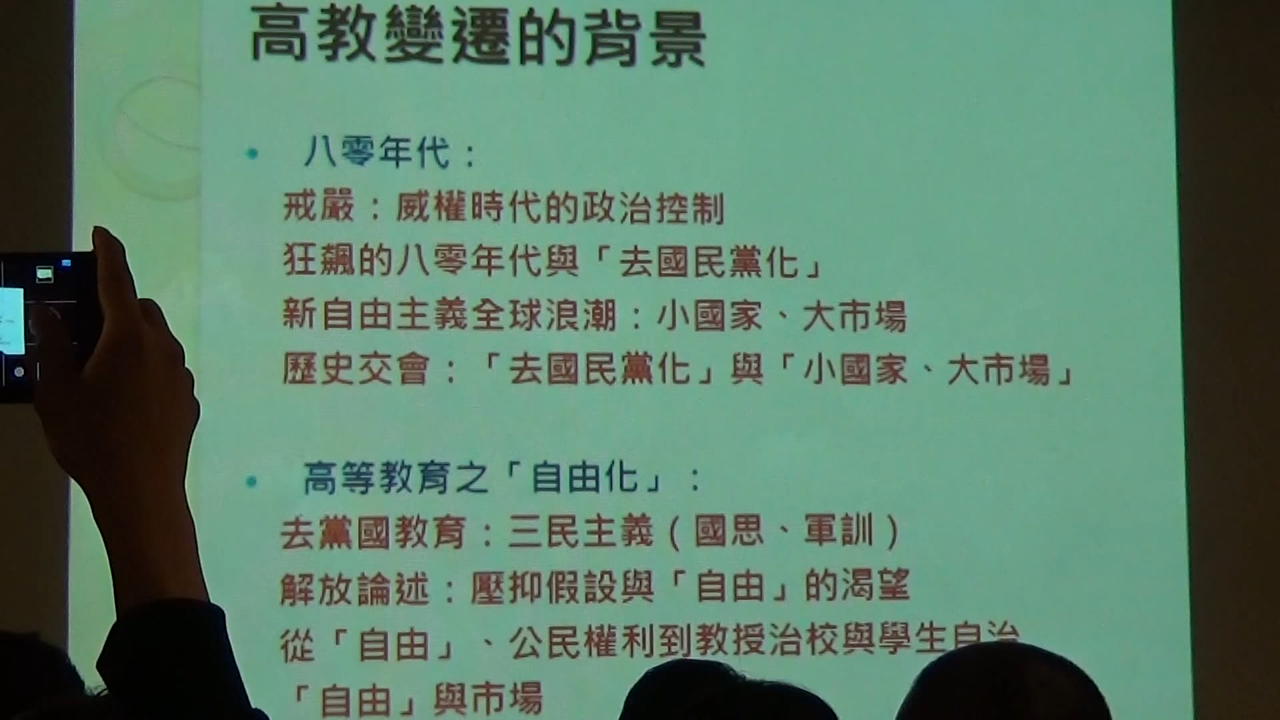 高教變遷的背景
• 八零年代：
戒嚴：威權時代的政治控制
狂飆的八零年代與「去國民黨化」
新自由主義全球浪潮：小國家、大市場
歷史交會：「去國民黨化」與「小國家、大市場」
• 高等教育之「自由化」：
去黨國教育：三民主義（國思、軍訓）
解放論述：壓抑假設與「自由」的渴望
從「自由」、公民權利到教授治校與學生自治
「自由」與市場